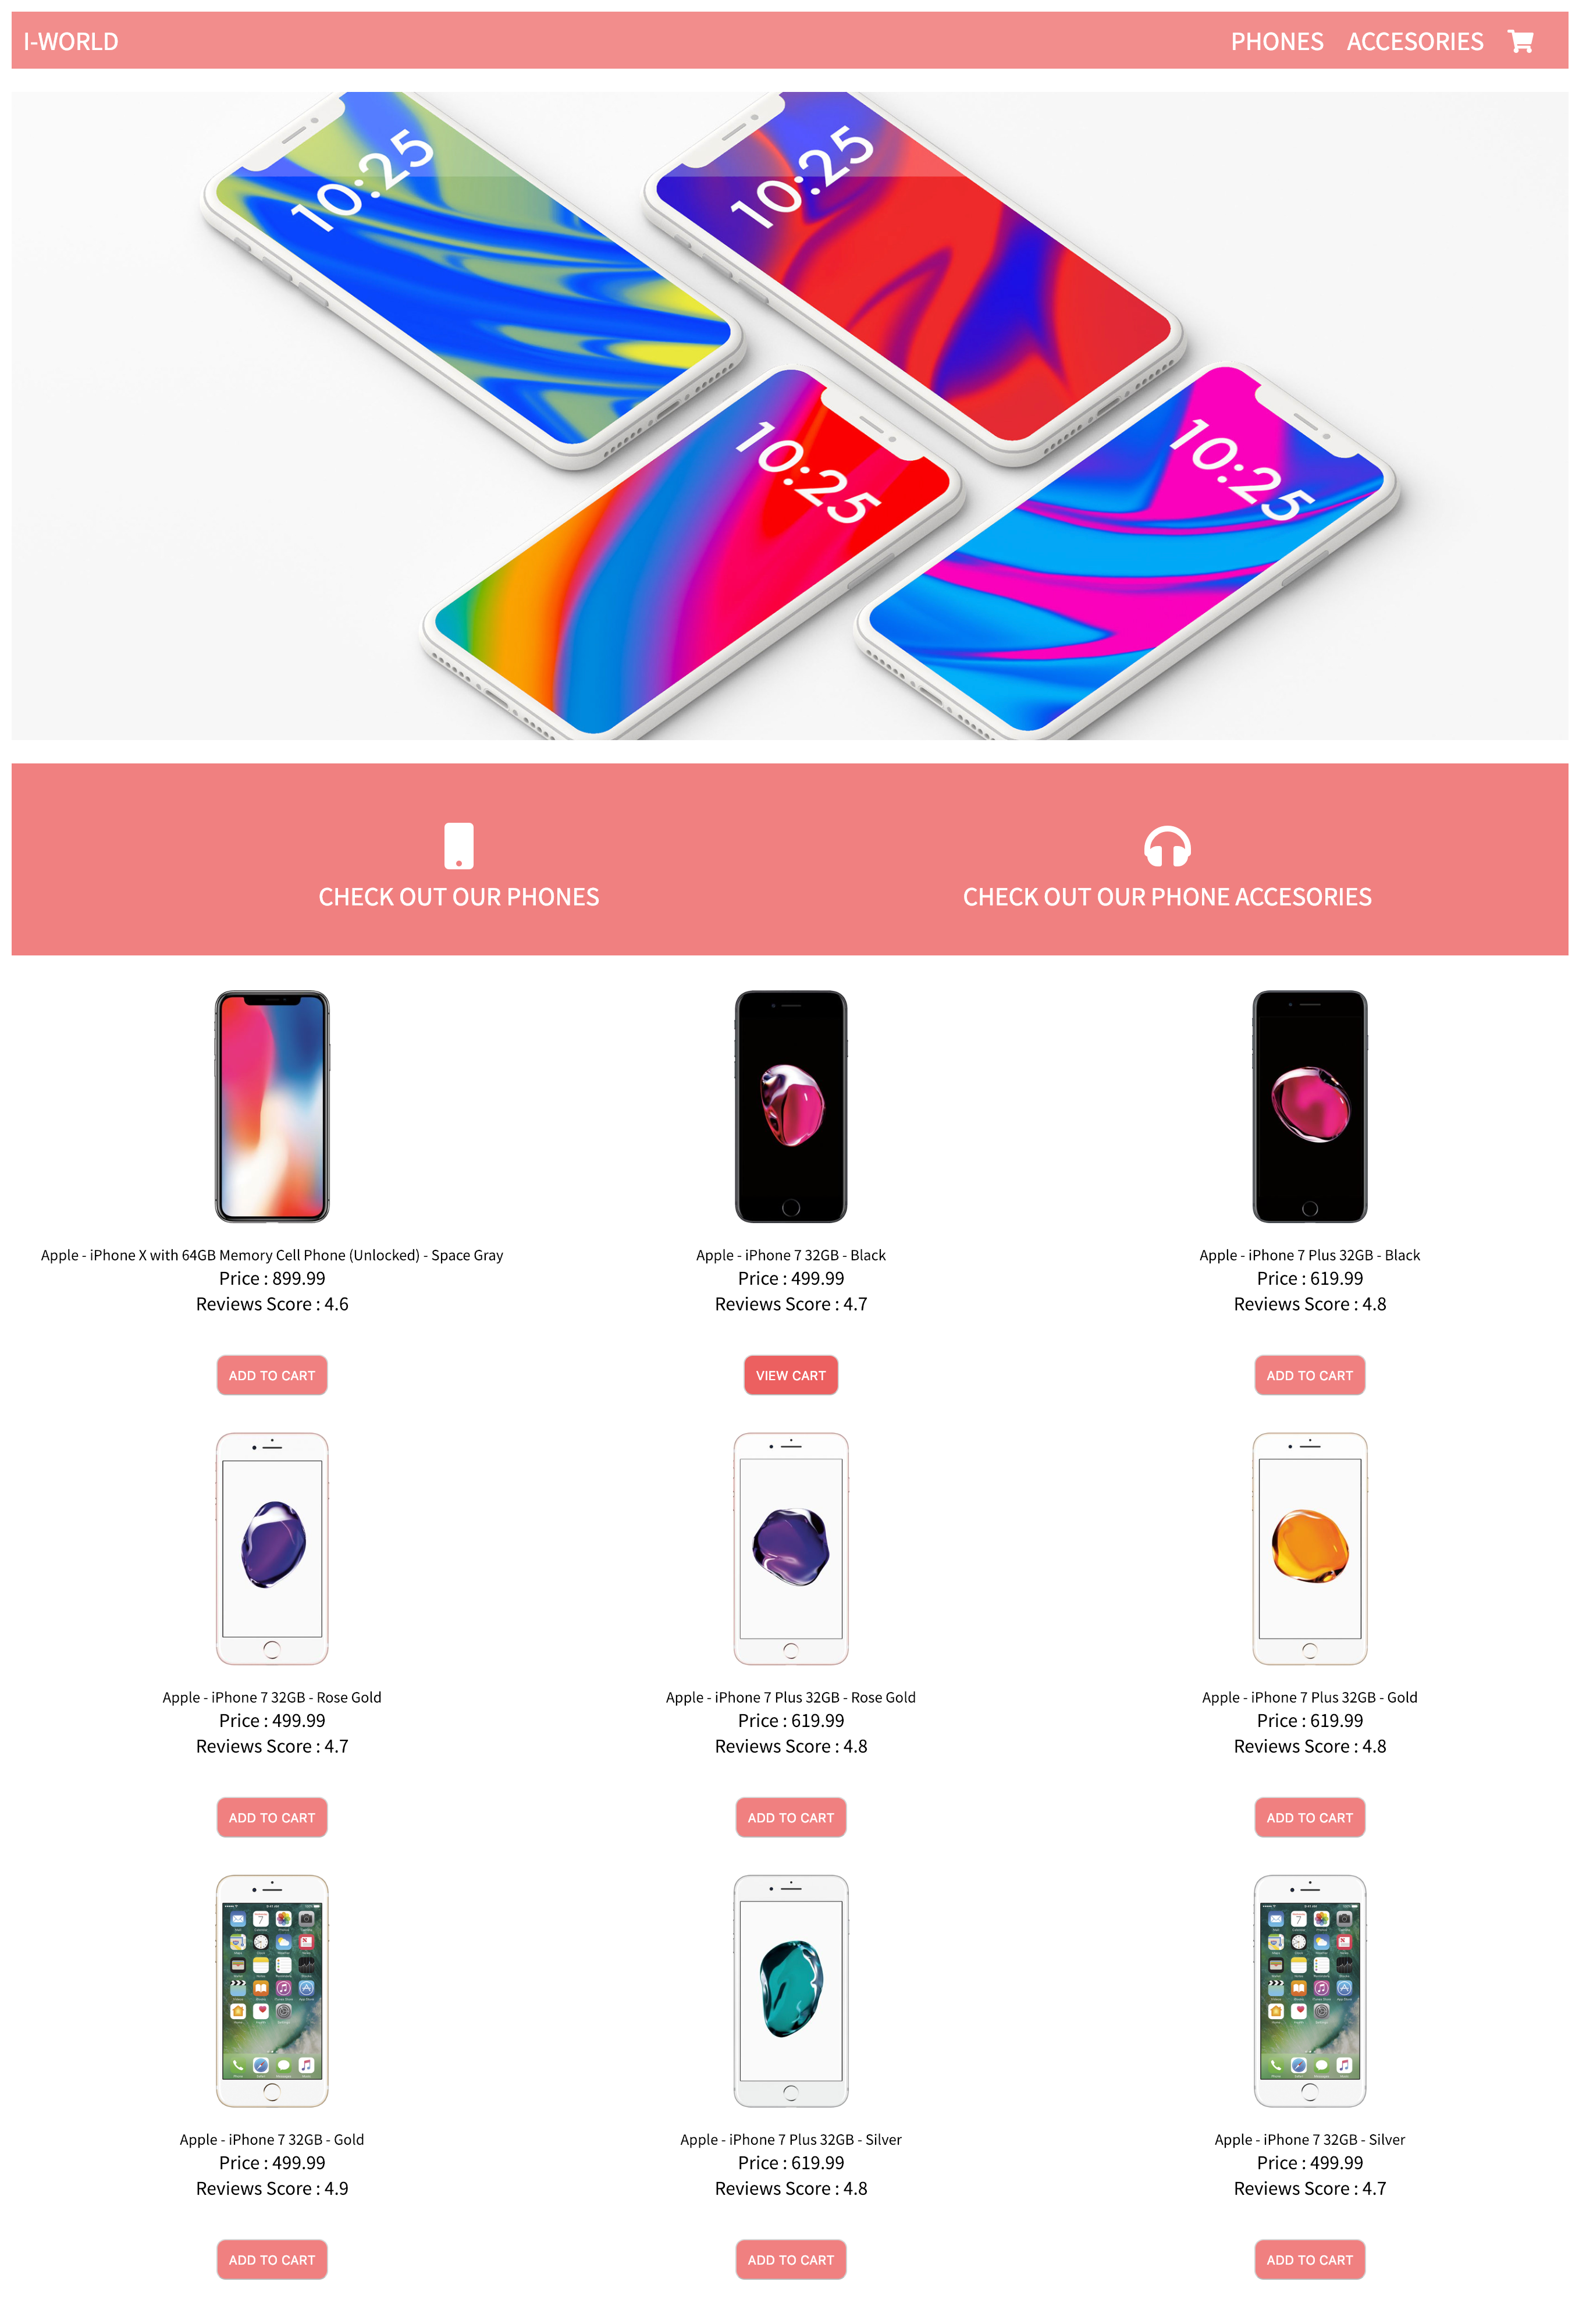 I-WORLD
PHONES ACCESORIES
10:25
10:25
10:25
10:25
CHECK OUT OUR PHONES
CHECK OUT OUR PHONE ACCESORIES
Apple - iPhone X with 64GB Memory Cell Phone (Unlocked) - Space Gray
Price : 899.99
Reviews Score : 4.6
ADD TO CART
Apple - iPhone 7 32GB - Black
Price : 499.99
Reviews Score : 4.7
VIEW CART
Apple - iPhone 7 Plus 32GB - Black
Price : 619.99
Reviews Score : 4.8
ADD TO CART
Apple - iPhone 7 32GB - Rose Gold
Price : 499.99
Reviews Score : 4.7
ADD TO CART
Apple - iPhone 7 Plus 32GB - Rose Gold
Price : 619.99
Reviews Score : 4.8
ADD TO CART
Apple - iPhone 7 Plus 32GB - Gold
Price : 619.99
Reviews Score : 4.8
ADD TO CART
Apple - iPhone 7 32GB - Gold
Price : 499.99
Reviews Score : 4.9
ADD TO CART
Apple - iPhone 7 Plus 32GB - Silver
Price : 619.99
Reviews Score : 4.8
ADD TO CART
Apple - iPhone 7 32GB - Silver
Price : 499.99
Reviews Score : 4.7
ADD TO CART